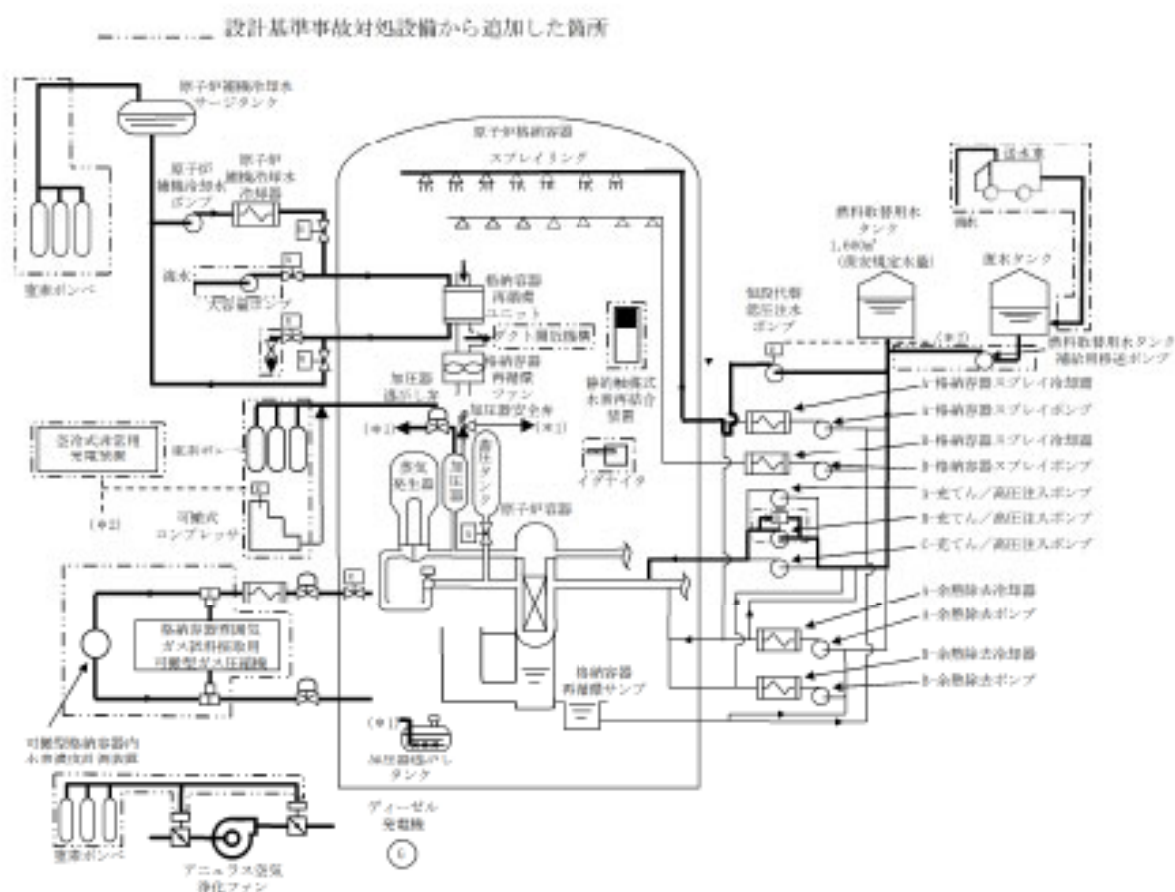 設計基準事故対処設備から追加した箇所
原子炉補機冷却水
サージタンク
原子炉格納容器
スプレイリング
原子炉
補機冷却水
ポンプ
原子炉
補機冷却水
冷却器
送水車
海水
燃料取替用水
タンク
1,600㎥
(保安規定水量)
復水タンク
窒素ボンベ
海水
大容量ポンプ
格納容器
再循環
ユニット
ダクト開放機構
格納容器
再循環
ファン
静的触媒式
水素再結合
装置
恒設代替
低圧注水
ポンプ
(*2)
燃料取替用水タンク
補給用移送ポンプ
A-格納容器スプレイ冷却器
A-格納容器スプレイポンプ
B-格納容器スプレイ冷却器
B-格納容器スプレイポンプ
A-充てん/高圧注入ポンプ
B-充てん/高圧注入ポンプ
C-充てん/高圧注入ポンプ
A-余熱除去冷却器
A-余熱除去ポンプ
B-余熱除去冷却器
B-余熱除去ポンプ
加圧器
逃がし弁
加圧器安全弁
(*1)
(*1)
空冷式非常用
発電装置
窒素ボンベ
(*2)
可搬式
コンプレッサ
蒸気
発生器
加圧器
蓄圧タンク
原子炉容器
イグナイタ
格納容器雰囲気
ガス試料採取用
可搬型ガス圧縮機
格納容器
再循環サンプ
可搬型格納容器内
水素濃度計測装置
(*1)
加圧器逃がし
タンク
ディーゼル
発電機
G
窒素ボンベ
アニュラス空気
浄化ファン